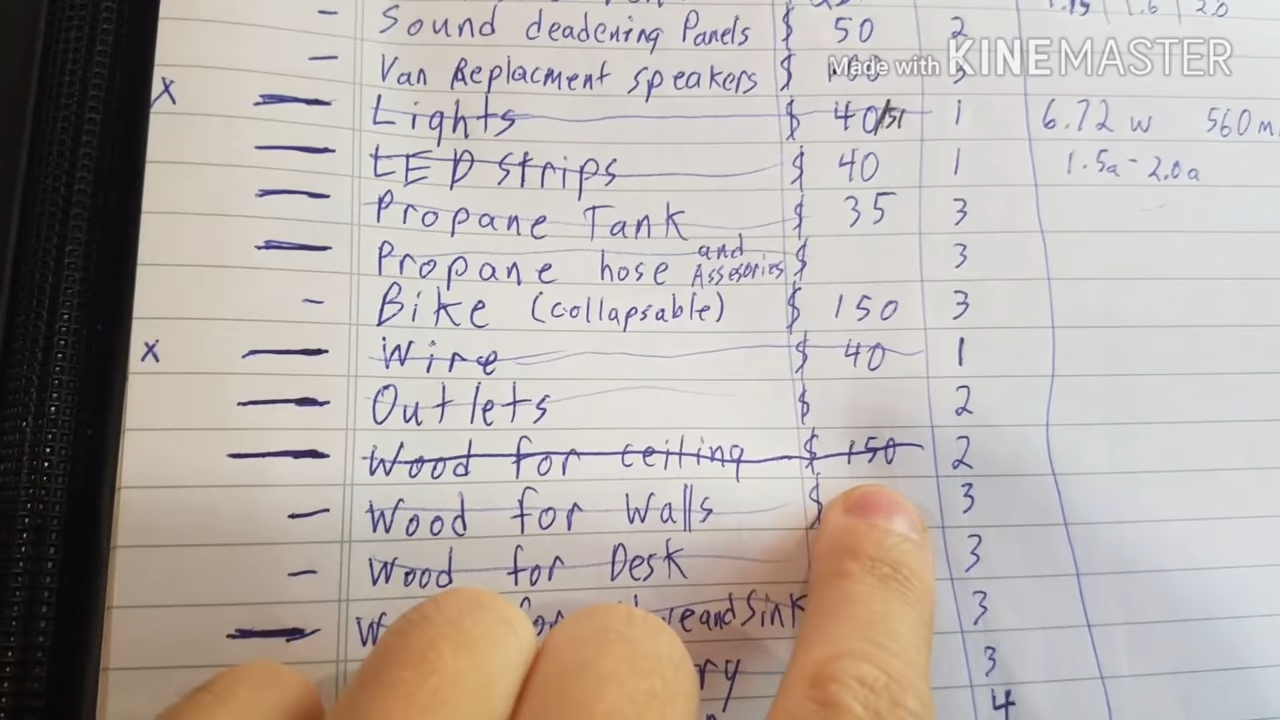 - Sound deadening Panels $ 50 2
- Van Replacment speakers $ 3
Made with KINEMASTER
X — Lights $ 40/51 1 6.72 w 560 m
— LED Strips $ 40 1 1.5a - 2.0a
— Propane Tank $ 35 3
— Propane hose and Assesories $ 3
- Bike (collapsable) $ 150 3
X — Wire $ 40 1
— Outlets $ 2
— Wood for ceiling $ 150 2
- Wood for Walls $ 3
- Wood for Desk 3
— andSink 3
3
4